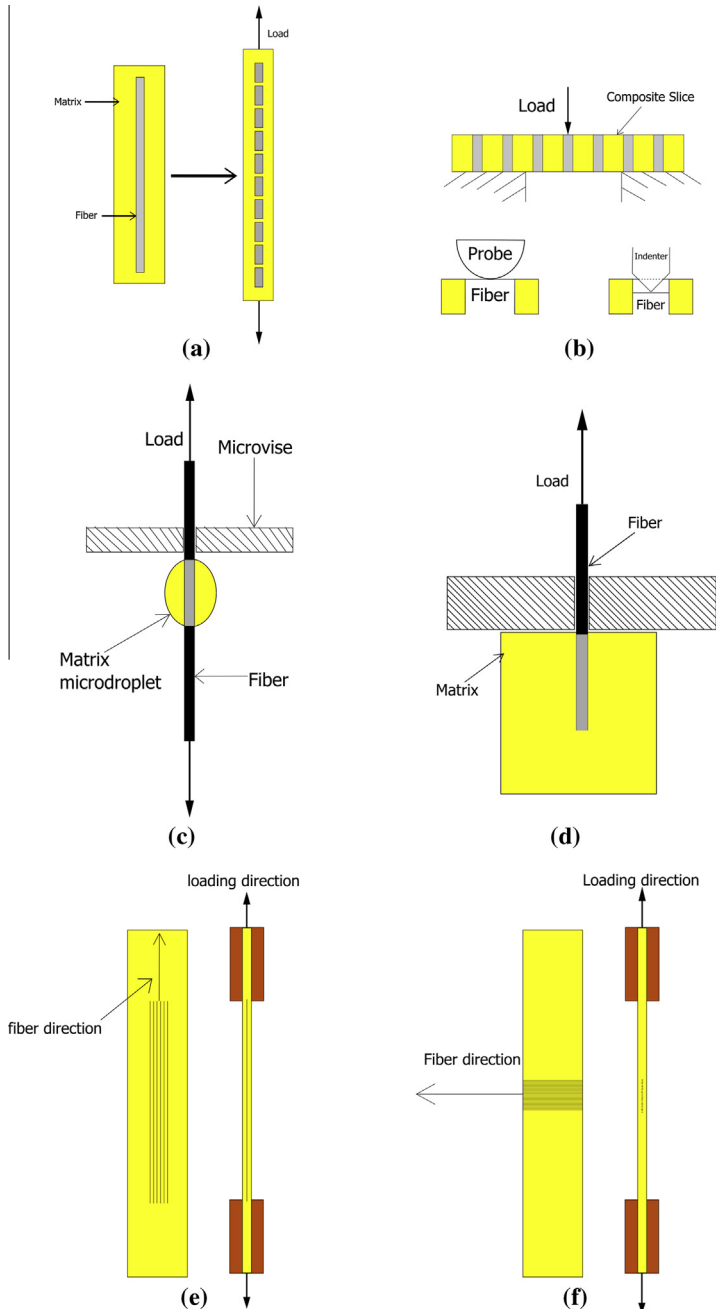 Load
Matrix
Fiber
(a)
Load
Composite Slice
Probe
Fiber
Indenter
Fiber
(b)
Load
Microvise
Matrix
microdroplet
Fiber
(c)
Load
Fiber
Matrix
(d)
loading direction
fiber direction
(e)
Loading direction
Fiber direction
(f)